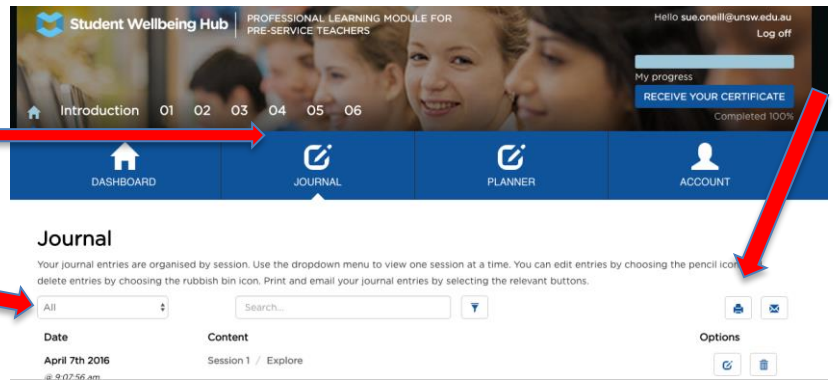 Student Wellbeing Hub
PROFESSIONAL LEARNING MODULE FOR
PRE-SERVICE TEACHERS
Hello sue.oneill@unsw.edu.au
Log off
My progress
RECEIVE YOUR CERTIFICATE
Completed 100%
Introduction 01 02 03 04 05 06
DASHBOARD JOURNAL PLANNER ACCOUNT
Journal
Your journal entries are organised by session. Use the dropdown menu to view one session at a time. You can edit entries by choosing the pencil icon
delete entries by choosing the rubbish bin icon. Print and email your journal entries by selecting the relevant buttons.
All Search...
Date Content Options
April 7th 2016 Session 1 / Explore
@ 9:07:56 am